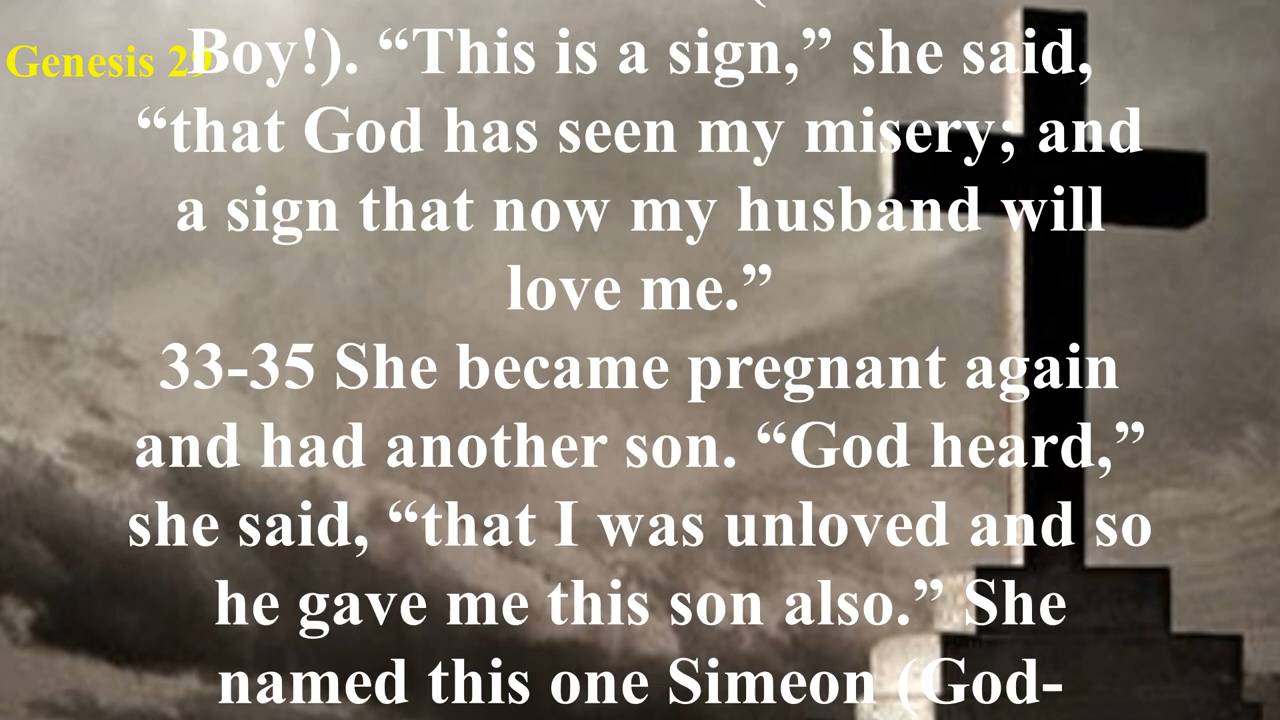 Genesis 29
Boy!). “This is a sign,” she said,
“that God has seen my misery; and
a sign that now my husband will
love me.”
33-35 She became pregnant again
and had another son. “God heard,”
she said, “that I was unloved and so
he gave me this son also.” She
named this one Simeon (God-